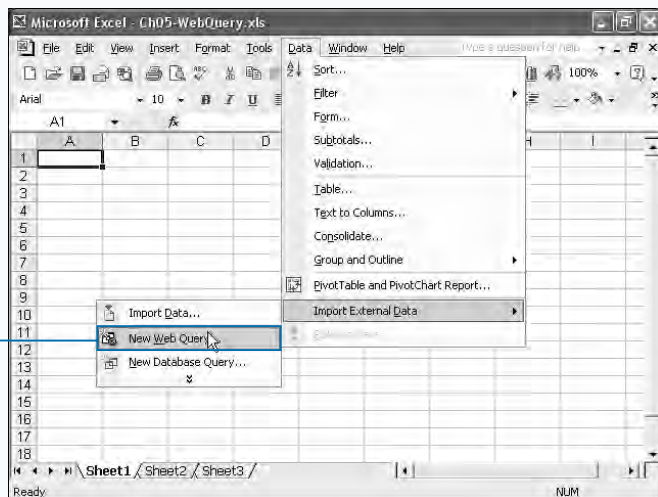 Microsoft Excel - Ch05-WebQuery.xls
File Edit View Insert Format Tools Data Window Help Type a question for help
100%
Arial 10 B I U
A1 fx
A B C D H I
1
2
3
4
5
6
7
8
9
10
11
12
13
14
15
16
17
18
Sort...
Filter
Form...
Subtotals...
Validation...
Table...
Text to Columns...
Consolidate...
Group and Outline
PivotTable and PivotChart Report...
Import External Data
Import Data...
New Web Query
New Database Query...
Sheet1 Sheet2 Sheet3
Ready NUM